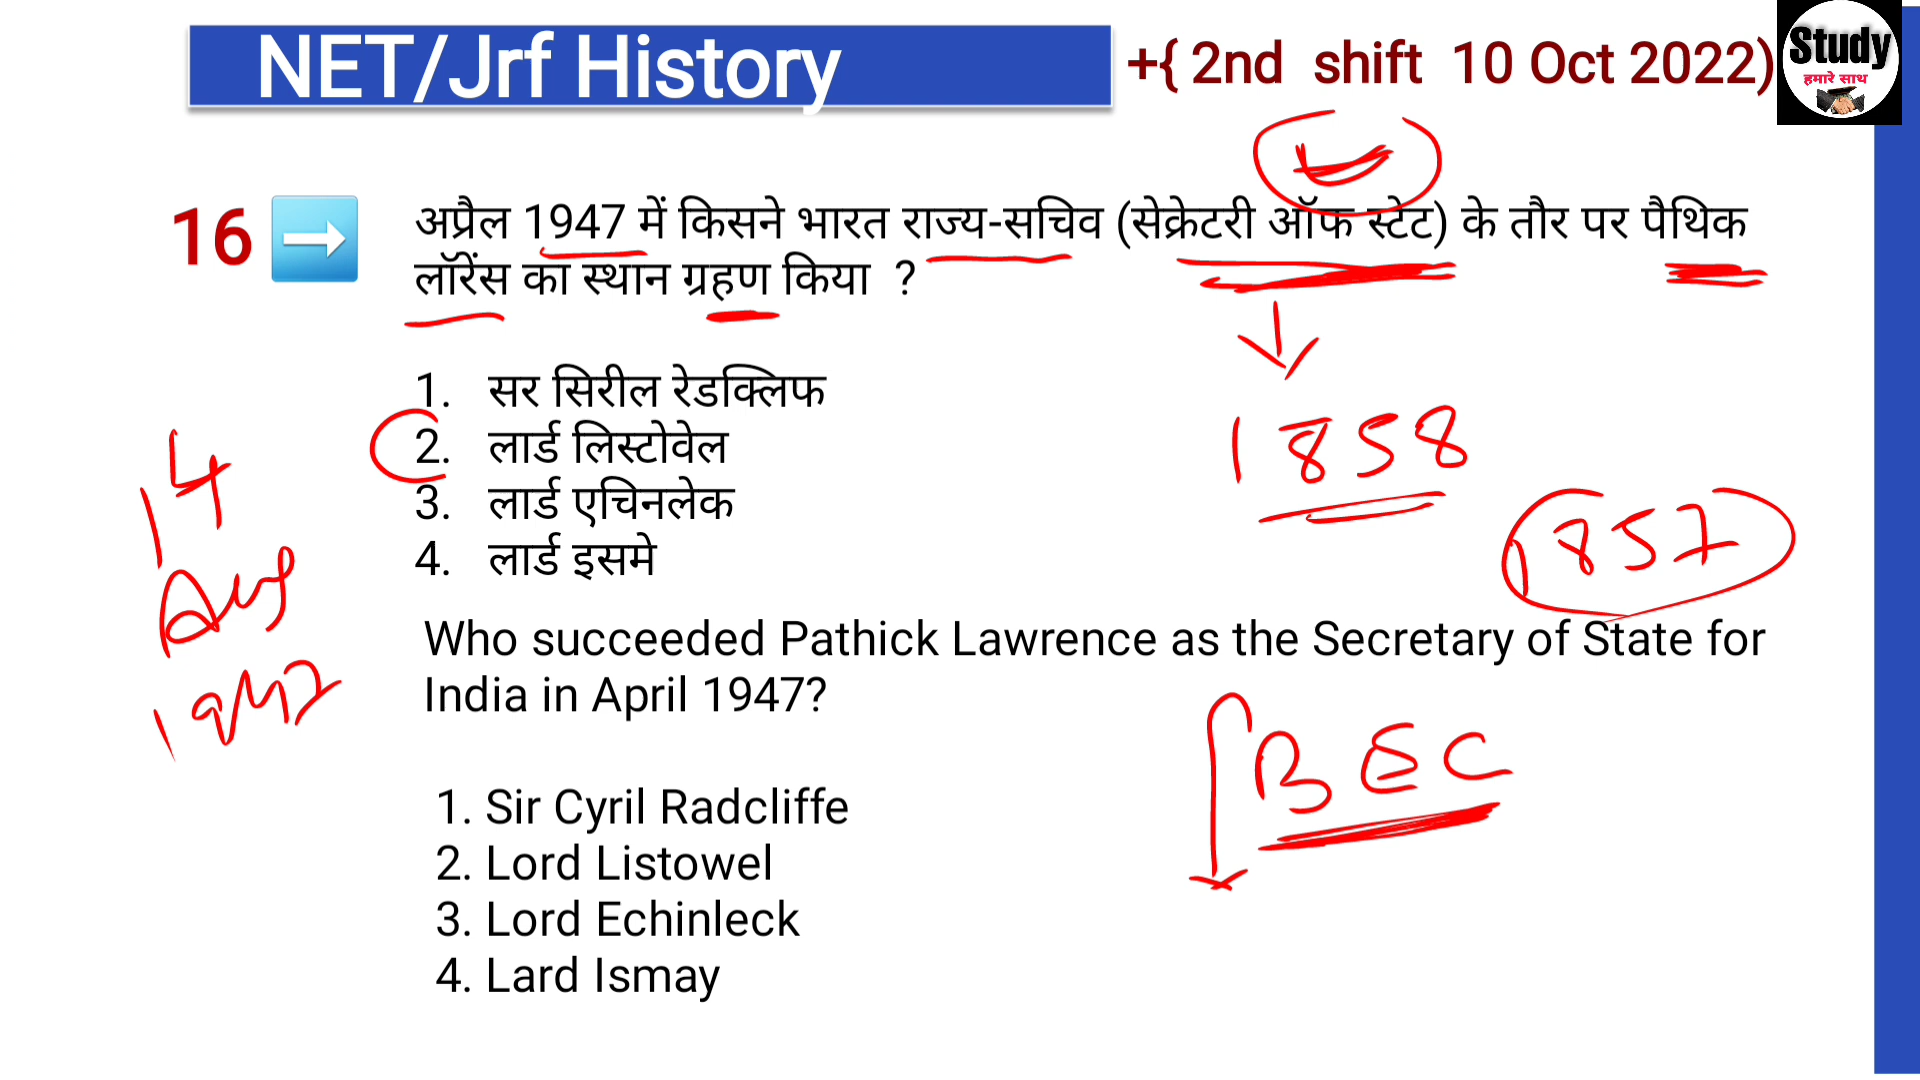 NET/Jrf History
+{ 2nd shift 10 Oct 2022)
Study
हमारे साथ
16
अप्रैल 1947 में किसने भारत राज्य-सचिव (सेक्रेटरी ऑफ स्टेट) के तौर पर पैथिक
लॉरेंस का स्थान ग्रहण किया ?
1. सर सिरील रेडक्लिफ
2. लार्ड लिस्टोवेल
3. लार्ड एचिनलेक
4. लार्ड इसमे
1858
1857
14
Aug
1947
Who succeeded Pathick Lawrence as the Secretary of State for
India in April 1947?
BEC
1. Sir Cyril Radcliffe
2. Lord Listowel
3. Lord Echinleck
4. Lard Ismay